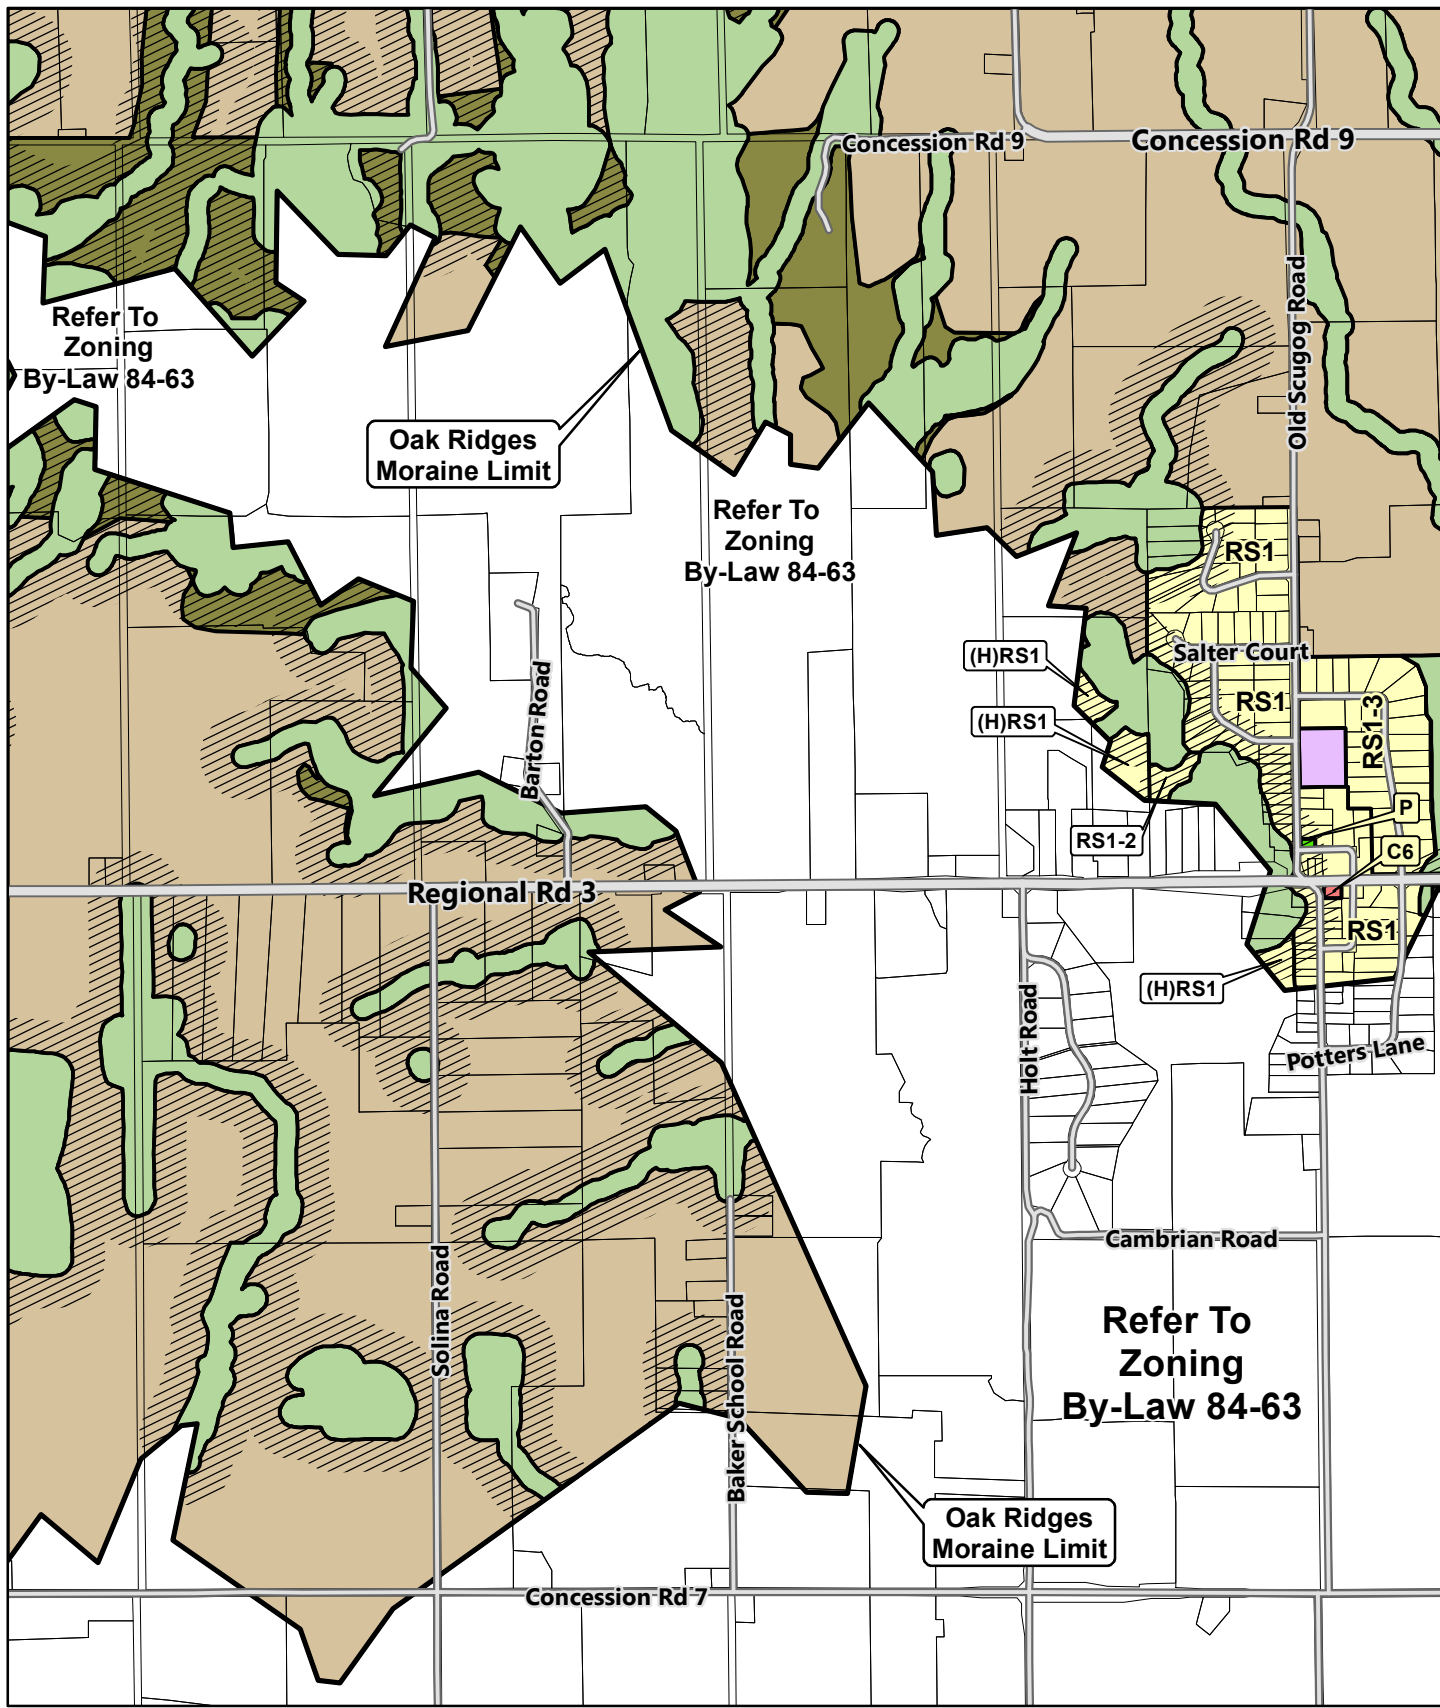 Concession Rd 9
Concession Rd 9
Old Scugog Road
Refer To
Zoning
By-Law 84-63
Oak Ridges
Moraine Limit
Refer To
Zoning
By-Law 84-63
RS1
Salter Court
(H)RS1
RS1
RS1-3
(H)RS1
Barton Road
P
RS1-2
C6
Regional Rd 3
RS1
(H)RS1
Holt Road
Potters Lane
Cambrian Road
Solina Road
Baker School Road
Refer To
Zoning
By-Law 84-63
Oak Ridges
Moraine Limit
Concession Rd 7